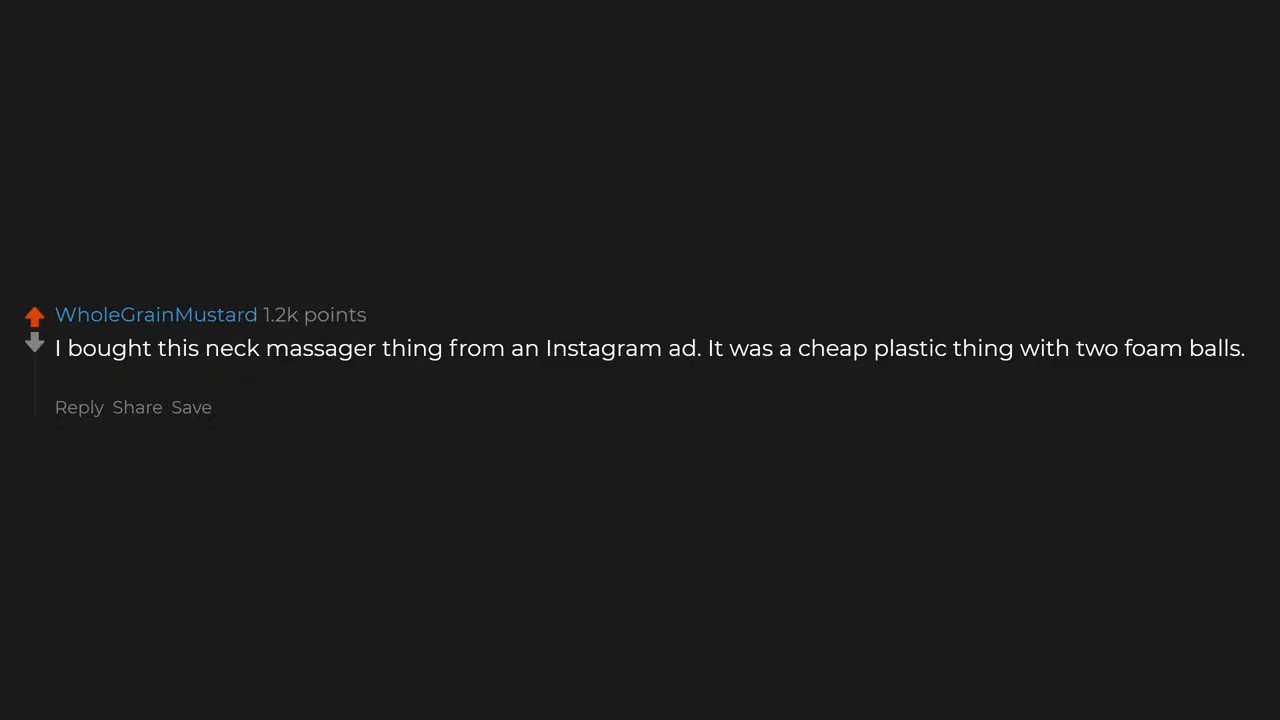 WholeGrainMustard 1.2k points
I bought this neck massager thing from an Instagram ad. It was a cheap plastic thing with two foam balls.
Reply Share Save